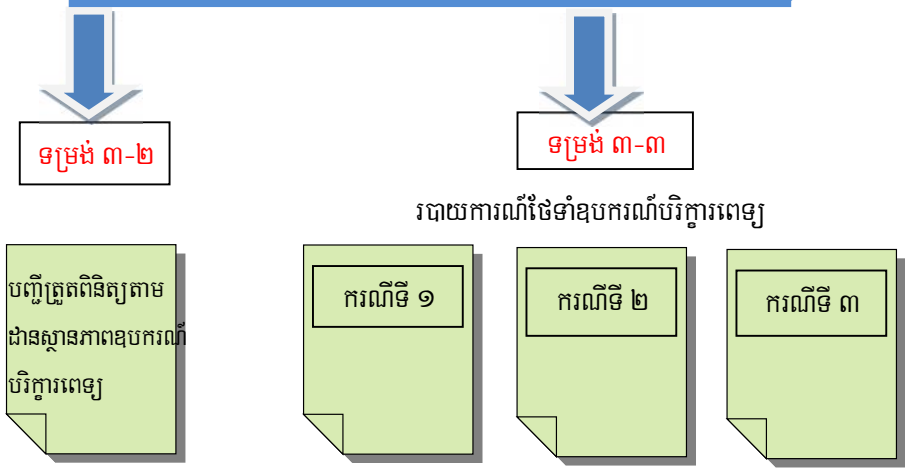 ទម្រង់ ៣-២
ទម្រង់ ៣-៣
របាយការណ៍ថែទាំឧបករណ៍បរិក្ខារពេទ្យ
បញ្ជីត្រួតពិនិត្យតាម
ដានស្ថានភាពឧបករណ៍
បរិក្ខារពេទ្យ
ករណីទី ១
ករណីទី ២
ករណីទី ៣